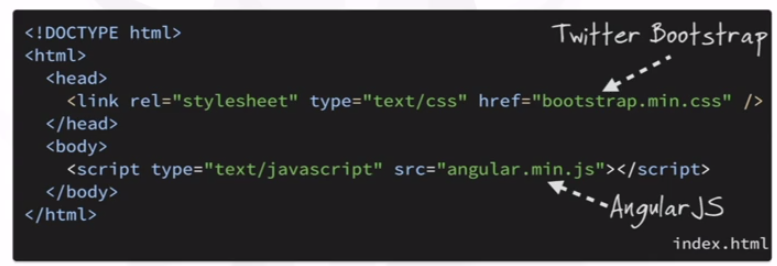 <!DOCTYPE html>
Twitter Bootstrap
<html>
<head>
<link rel="stylesheet" type="text/css" href="bootstrap.min.css" />
</head>
<body>
<script type="text/javascript" src="angular.min.js"></script>
</body>
AngularJS
</html>
index.html